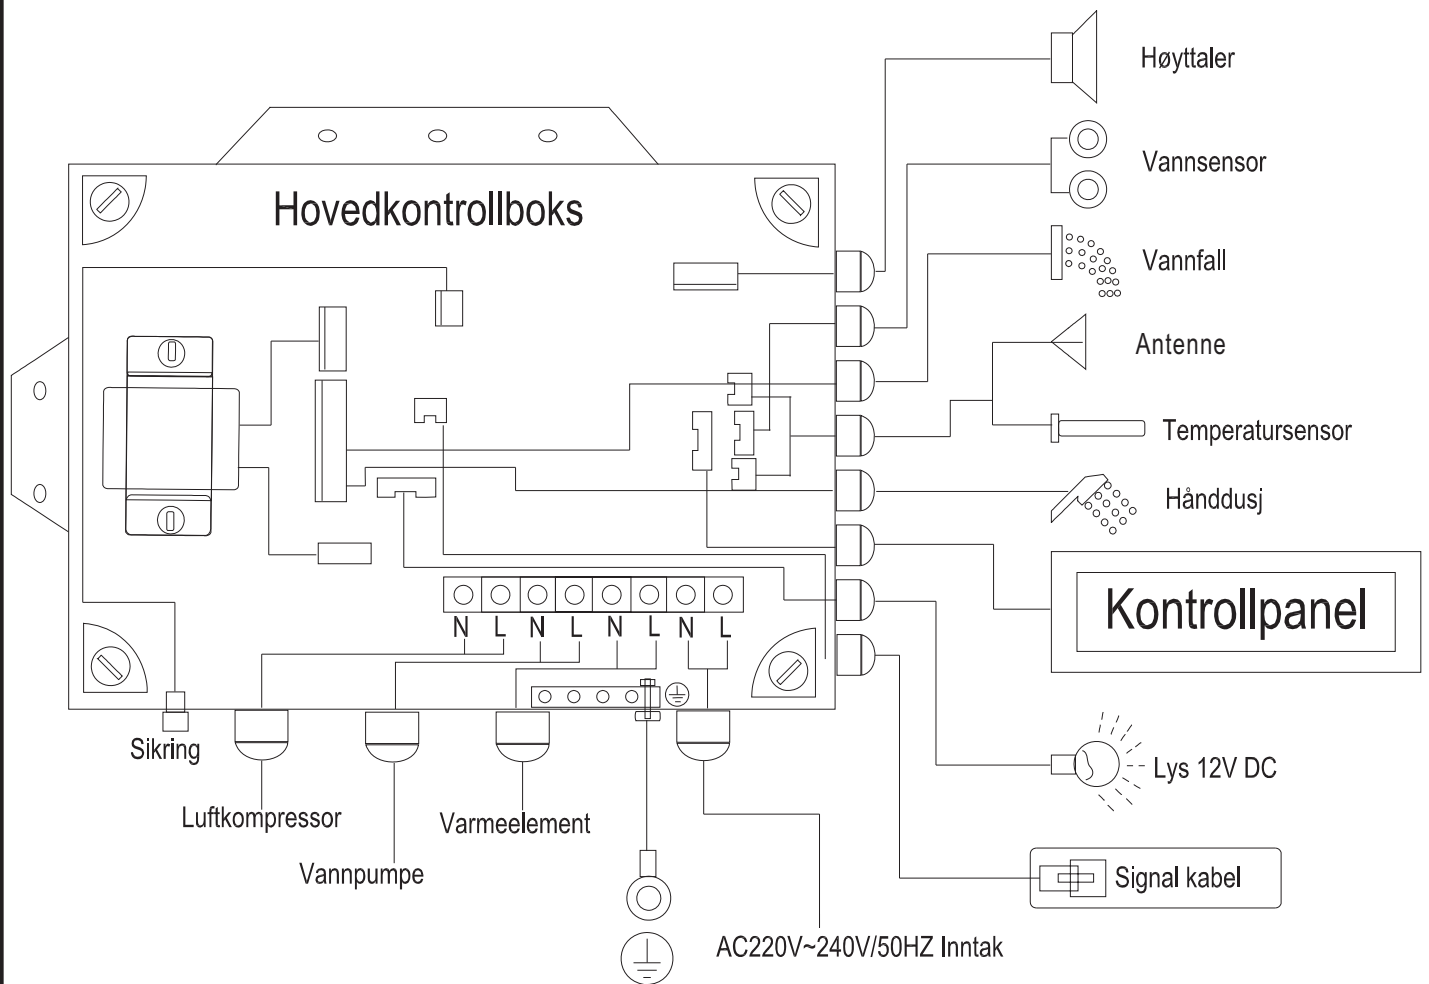 Høyttaler
Vannsensor
Hovedkontrollboks
Vannfall
Antenne
Temperatursensor
Hånddusj
Kontrollpanel
N L N L N L N L
Sikring
Lys 12V DC
Luftkompressor
Varmeelement
Vannpumpe
Signal kabel
AC220V~240V/50HZ Inntak